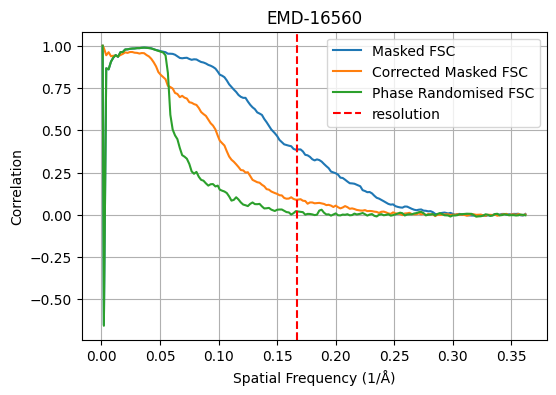 EMD-16560
Masked FSC
Corrected Masked FSC
Phase Randomised FSC
resolution
Correlation
1.00
0.75
0.50
0.25
0.00
−0.25
−0.50
0.00 0.05 0.10 0.15 0.20 0.25 0.30 0.35
Spatial Frequency (1/Å)